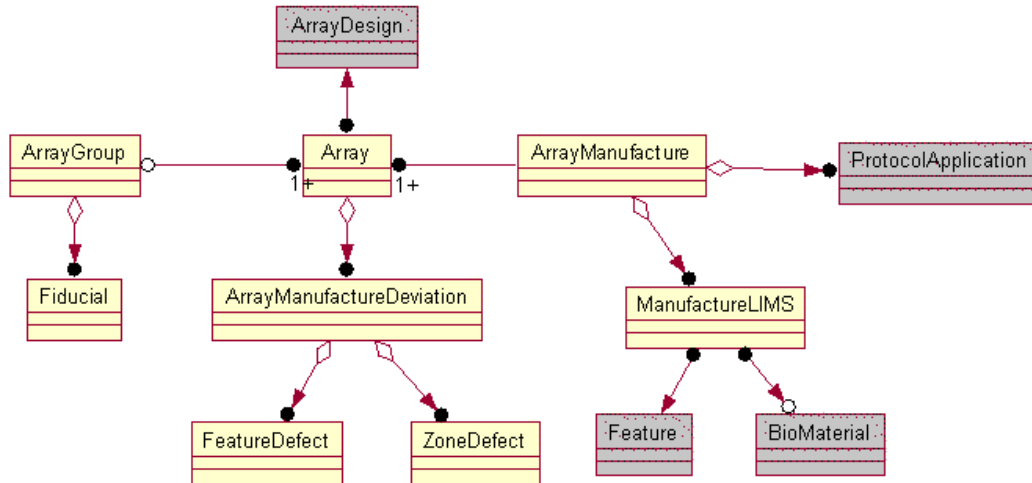 ArrayDesign
ArrayGroup
Array
ArrayManufacture
ProtocolApplication
1+
1+
Fiducial
ArrayManufactureDeviation
ManufactureLIMS
FeatureDefect
ZoneDefect
Feature
BioMaterial